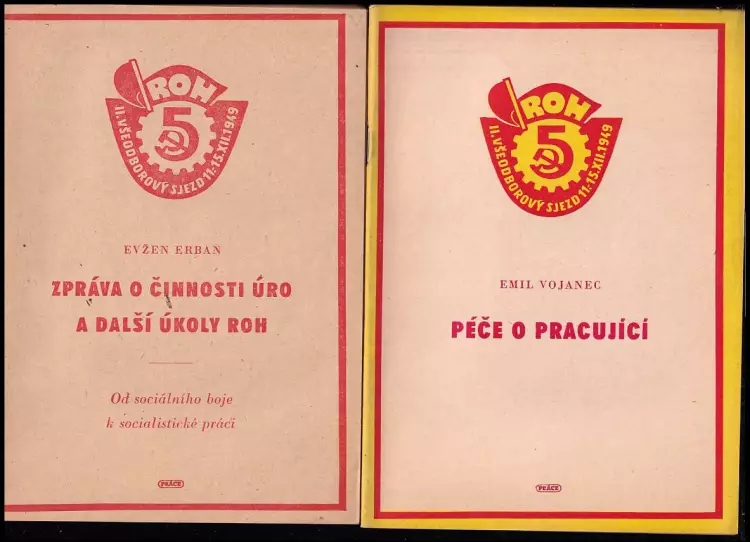 ROH
5
II. VŠEODBOROVÝ SJEZD 11.-15.XII.1949
EVŽEN ERBAN
ZPRÁVA O ČINNOSTI ÚRO
A DALŠÍ ÚKOLY ROH
Od sociálního boje
k socialistické práci
PRÁCE
ROH
5
II. VŠEODBOROVÝ SJEZD 11.-15.XII.1949
EMIL VOJANEC
PÉČE O PRACUJÍCÍ
PRÁCE